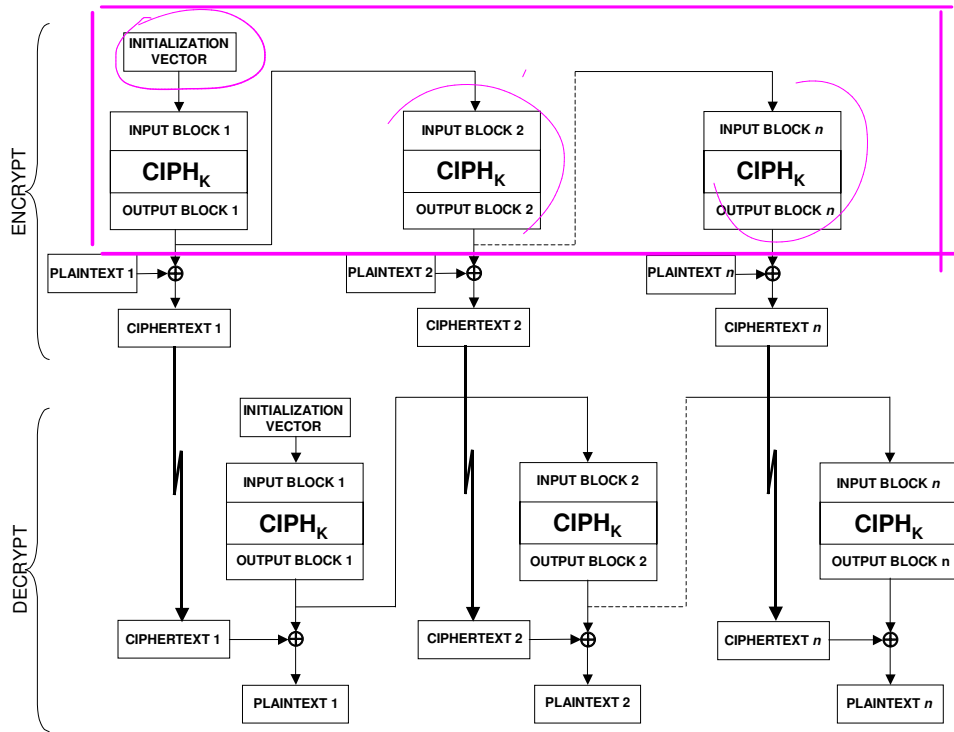 ENCRYPT
INITIALIZATION
VECTOR
INPUT BLOCK 1
CIPHK
OUTPUT BLOCK 1
INPUT BLOCK 2
CIPHK
OUTPUT BLOCK 2
INPUT BLOCK n
CIPHK
OUTPUT BLOCK n
PLAINTEXT 1
PLAINTEXT 2
PLAINTEXT n
CIPHERTEXT 1
CIPHERTEXT 2
CIPHERTEXT n
DECRYPT
INITIALIZATION
VECTOR
INPUT BLOCK 1
CIPHK
OUTPUT BLOCK 1
INPUT BLOCK 2
CIPHK
OUTPUT BLOCK 2
INPUT BLOCK n
CIPHK
OUTPUT BLOCK n
CIPHERTEXT 1
CIPHERTEXT 2
CIPHERTEXT n
PLAINTEXT 1
PLAINTEXT 2
PLAINTEXT n